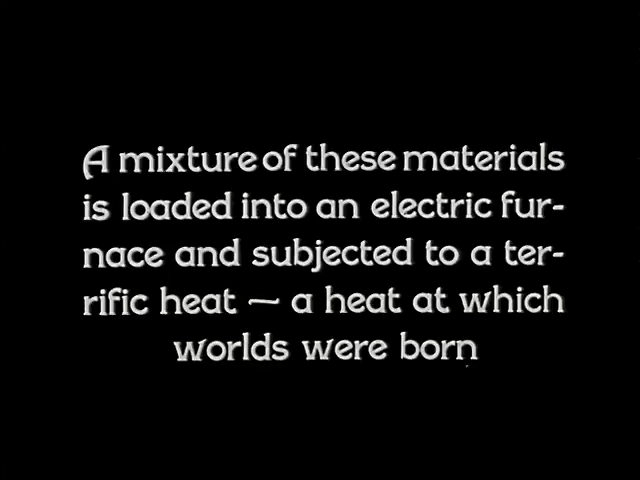 A mixture of these materials
is loaded into an electric fur-
nace and subjected to a ter-
rific heat — a heat at which
worlds were born